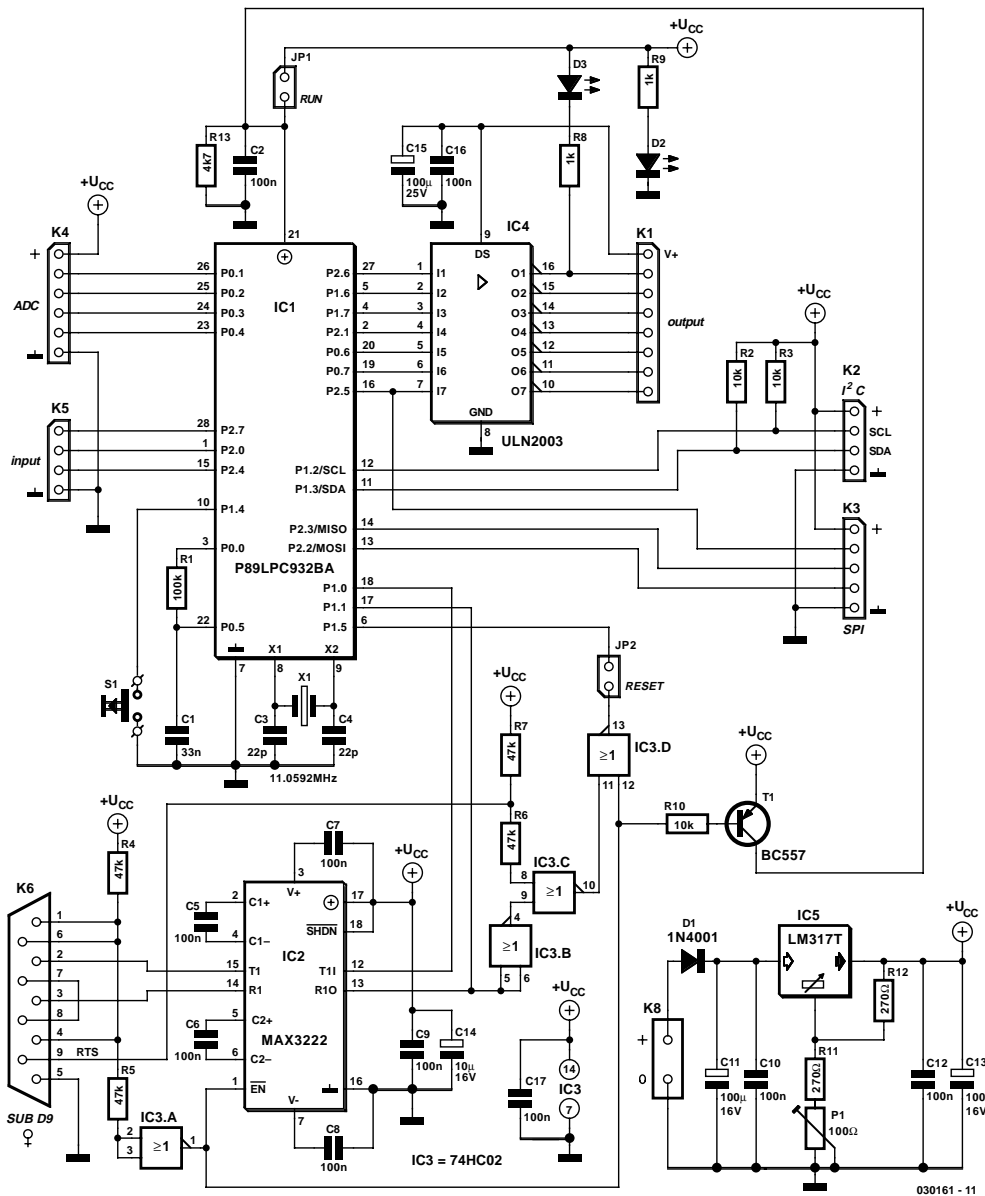 +UCC
JP1
RUN
D3
R9
1k
R13
4k7
C2
100n
C15
100µ
25V
C16
100n
R8
1k
D2
+UCC
K4
+
ADC
21
IC1
26 P0.1
25 P0.2
24 P0.3
23 P0.4
P2.6 27
P1.6 5
P1.7 4
P2.1 2
P0.6 20
P0.7 19
P2.5 16
9
DS
IC4
1 I1
2 I2
3 I3
4 I4
5 I5
6 I6
7 I7
O1 16
O2 15
O3 14
O4 13
O5 12
O6 11
O7 10
GND
8
ULN2003
K1
V+
output
+UCC
R2
10k
R3
10k
K2
I2C
+
SCL
SDA
K5
input
28 P2.7
1 P2.0
15 P2.4
10 P1.4
3 P0.0
22 P0.5
P1.2/SCL 12
P1.3/SDA 11
P2.3/MISO 14
P2.2/MOSI 13
P89LPC932BA
P1.0 18
P1.1 17
P1.5 6
K3
+
SPI
R1
100k
S1
C1
33n
X1
X2
7
8
9
X1
C3
22p
C4
22p
11.0592MHz
JP2
RESET
13
≥1
IC3.D
11
12
+UCC
R7
47k
R6
47k
+UCC
T1
R10
10k
BC557
+UCC
R4
47k
K6
1
6
2
7
3
8
4
9
RTS
5
SUB D9
R5
47k
IC3.A
2
3
≥1
1
C7
100n
3
V+
C5
100n
2 C1+
4 C1–
IC2
15 T1
14 R1
C6
100n
5 C2+
6 C2–
MAX3222
1 EN
V-
7
17
SHDN 18
T1I 12
R1O 13
16
C8
100n
+UCC
C9
100n
C14
10µ
16V
8
9
≥1
10
IC3.C
4
≥1
IC3.B
5
6
+UCC
14
IC3
7
C17
100n
IC3 = 74HC02
D1
1N4001
IC5
LM317T
+UCC
R12
270Ω
K8
+
0
C11
100µ
16V
C10
100n
R11
270Ω
P1
100Ω
C12
100n
C13
100
16V
030161 - 11